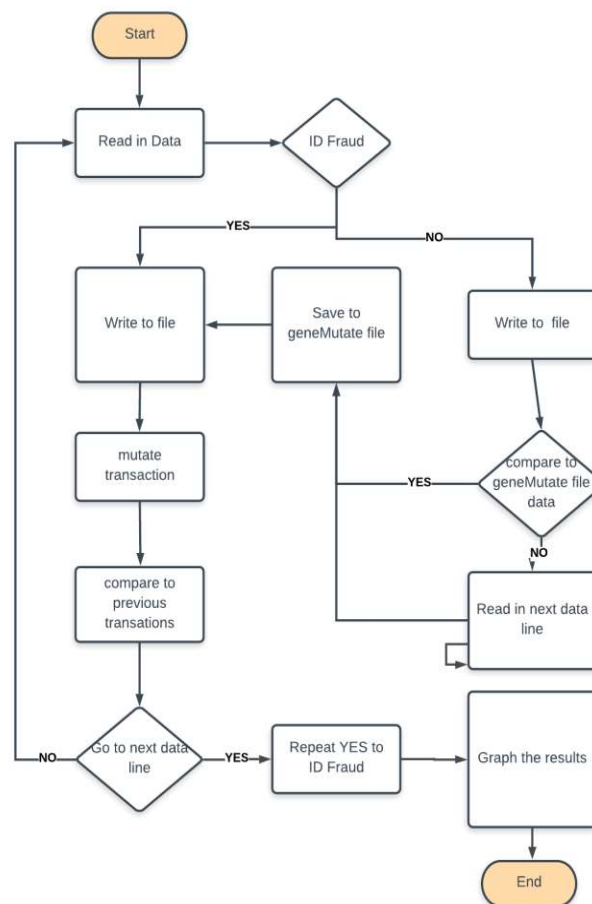 Start
Read in Data
ID Fraud
YES
NO
Write to file
Save to
geneMutate file
Write to  file
mutate
transaction
compare to
geneMutate file
data
YES
NO
compare to
previous
transations
Read in next data
line
Go to next data
line
NO
YES
Repeat YES to
ID Fraud
Graph the results
End